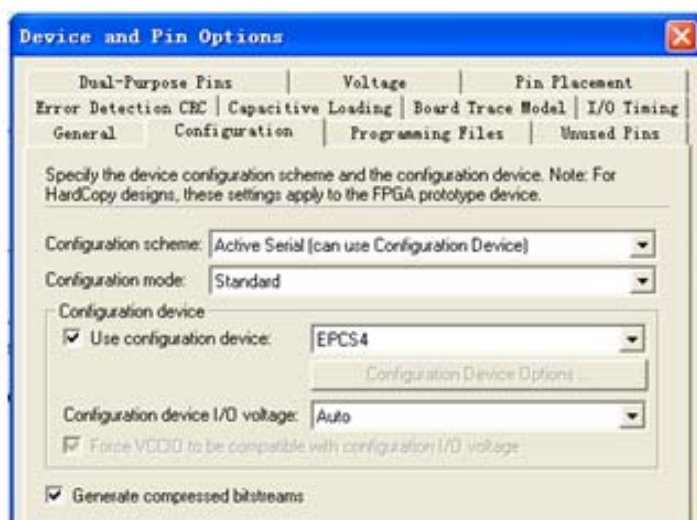 Device and Pin Options
Dual-Purpose Pins Voltage Pin Placement
Error Detection CRC Capacitive Loading Board Trace Model I/O Timing
General Configuration Programming Files Unused Pins
Specify the device configuration scheme and the configuration device. Note: For
HardCopy designs, these settings apply to the FPGA prototype device.
Configuration scheme: Active Serial (can use Configuration Device)
Configuration mode: Standard
Configuration device
Use configuration device: EPCS4
Configuration Device Options ...
Configuration device I/O voltage: Auto
Force VCCIO to be compatible with configuration I/O voltage
Generate compressed bitstreams